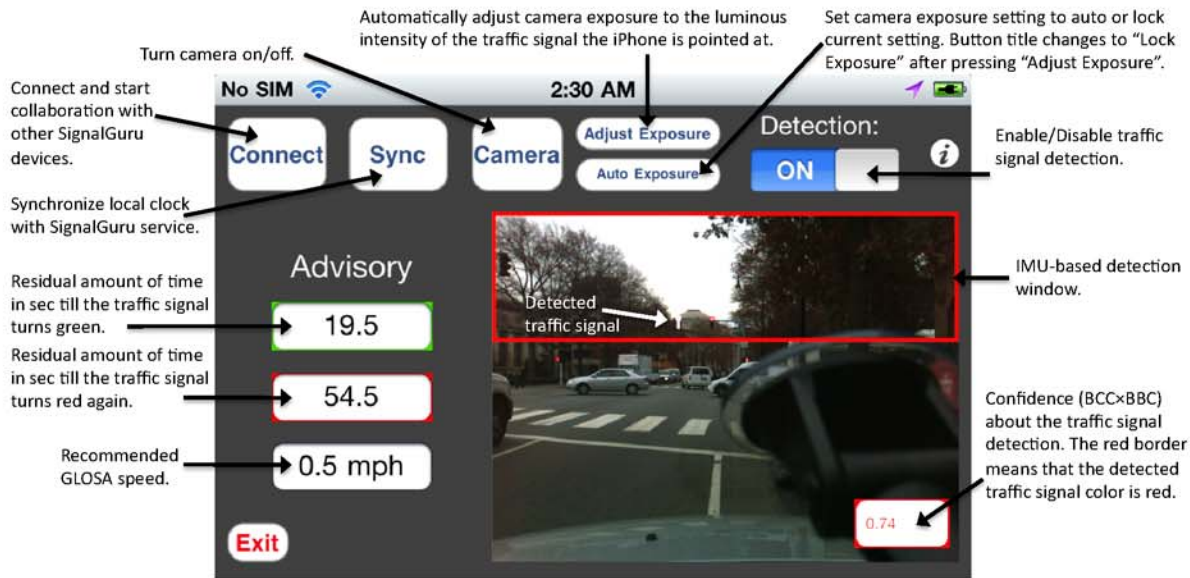 Automatically adjust camera exposure to the luminous
intensity of the traffic signal the iPhone is pointed at.
Set camera exposure setting to auto or lock
current setting. Button title changes to “Lock
Exposure” after pressing “Adjust Exposure”.
Turn camera on/off.
Connect and start
collaboration with
other SignalGuru
devices.
Synchronize local clock
with SignalGuru service.
Residual amount of time
in sec till the traffic signal
turns green.
Residual amount of time
in sec till the traffic signal
turns red again.
Recommended
GLOSA speed.
No SIM
2:30 AM
Connect
Sync
Camera
Adjust Exposure
Auto Exposure
Detection:
ON
i
Advisory
19.5
54.5
0.5 mph
Exit
Detected
traffic signal
0.74
Enable/Disable traffic
signal detection.
IMU-based detection
window.
Confidence (BCC×BBC)
about the traffic signal
detection. The red border
means that the detected
traffic signal color is red.